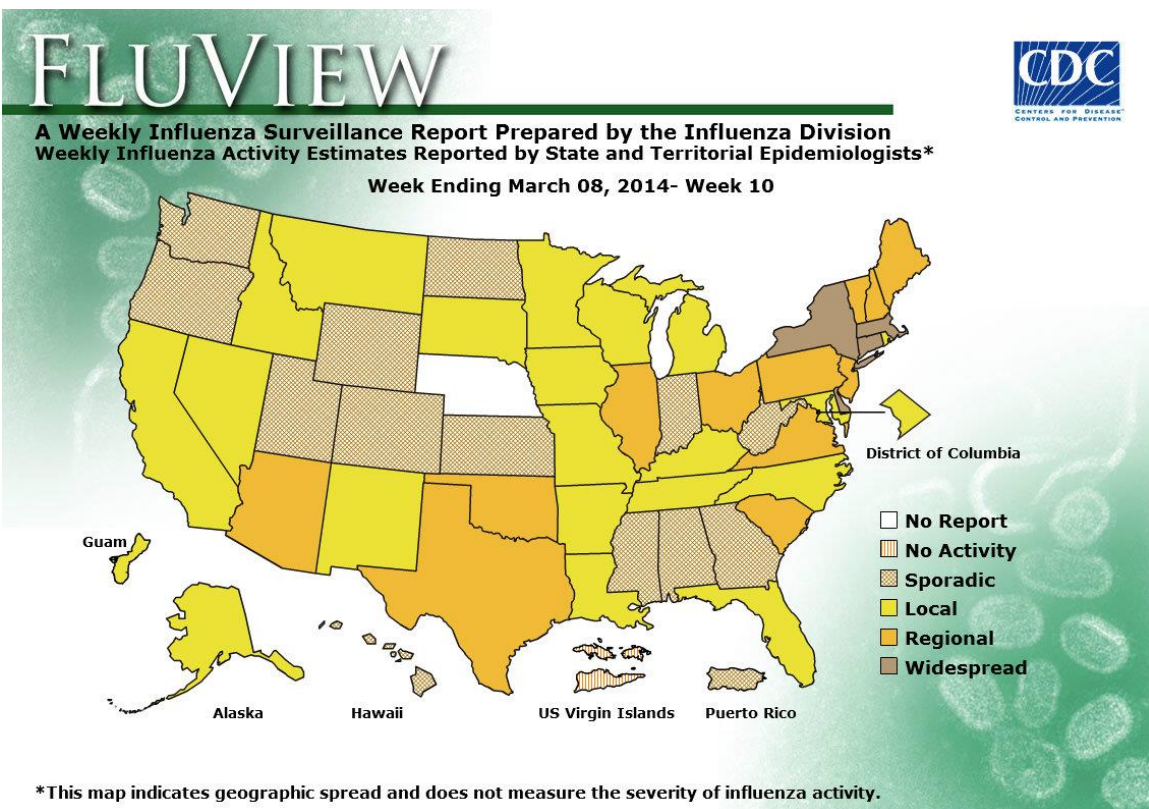 FLUVIEW
CDC
CENTERS FOR DISEASE
CONTROL AND PREVENTION
A Weekly Influenza Surveillance Report Prepared by the Influenza Division
Weekly Influenza Activity Estimates Reported by State and Territorial Epidemiologists*
Week Ending March 08, 2014- Week 10
District of Columbia
No Report
No Activity
Sporadic
Local
Regional
Widespread
Guam
Alaska
Hawaii
US Virgin Islands
Puerto Rico
*This map indicates geographic spread and does not measure the severity of influenza activity.